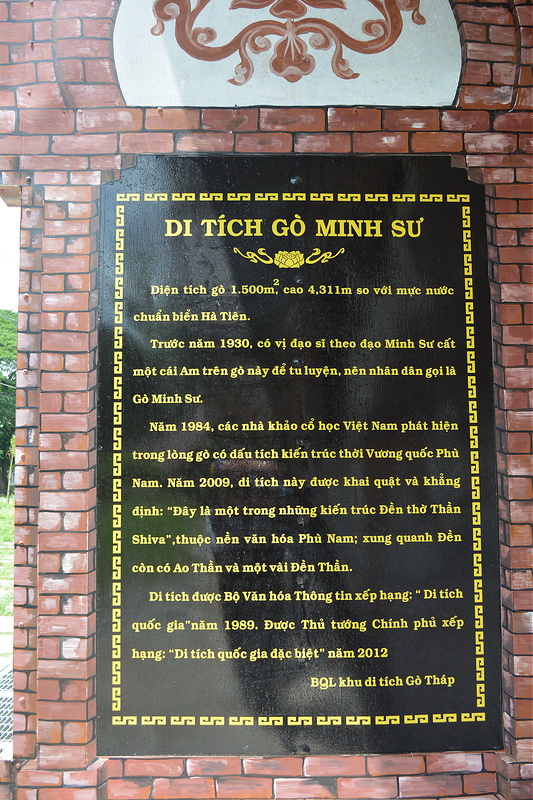 DI TÍCH GÒ MINH SƯ
Diện tích gò 1.500m², cao 4,311m so với mực nước
chuẩn biển Hà Tiên.
Trước năm 1930, có vị đạo sĩ theo đạo Minh Sư cất
một cái Am trên gò này để tu luyện, nên nhân dân gọi là
Gò Minh Sư.
Năm 1984, các nhà khảo cổ học Việt Nam phát hiện
trong lòng gò có dấu tích kiến trúc thời Vương quốc Phù
Nam. Năm 2009, di tích này được khai quật và khẳng
định: “Đây là một trong những kiến trúc Đền thờ Thần
Shiva”,thuộc nền văn hóa Phù Nam; xung quanh Đền
còn có Ao Thần và một vài Đền Thần.
Di tích được Bộ Văn hóa Thông tin xếp hạng: “ Di tích
quốc gia”năm 1989. Được Thủ tướng Chính phủ xếp
hạng: “Di tích quốc gia đặc biệt” năm 2012
BQL khu di tích Gò Tháp